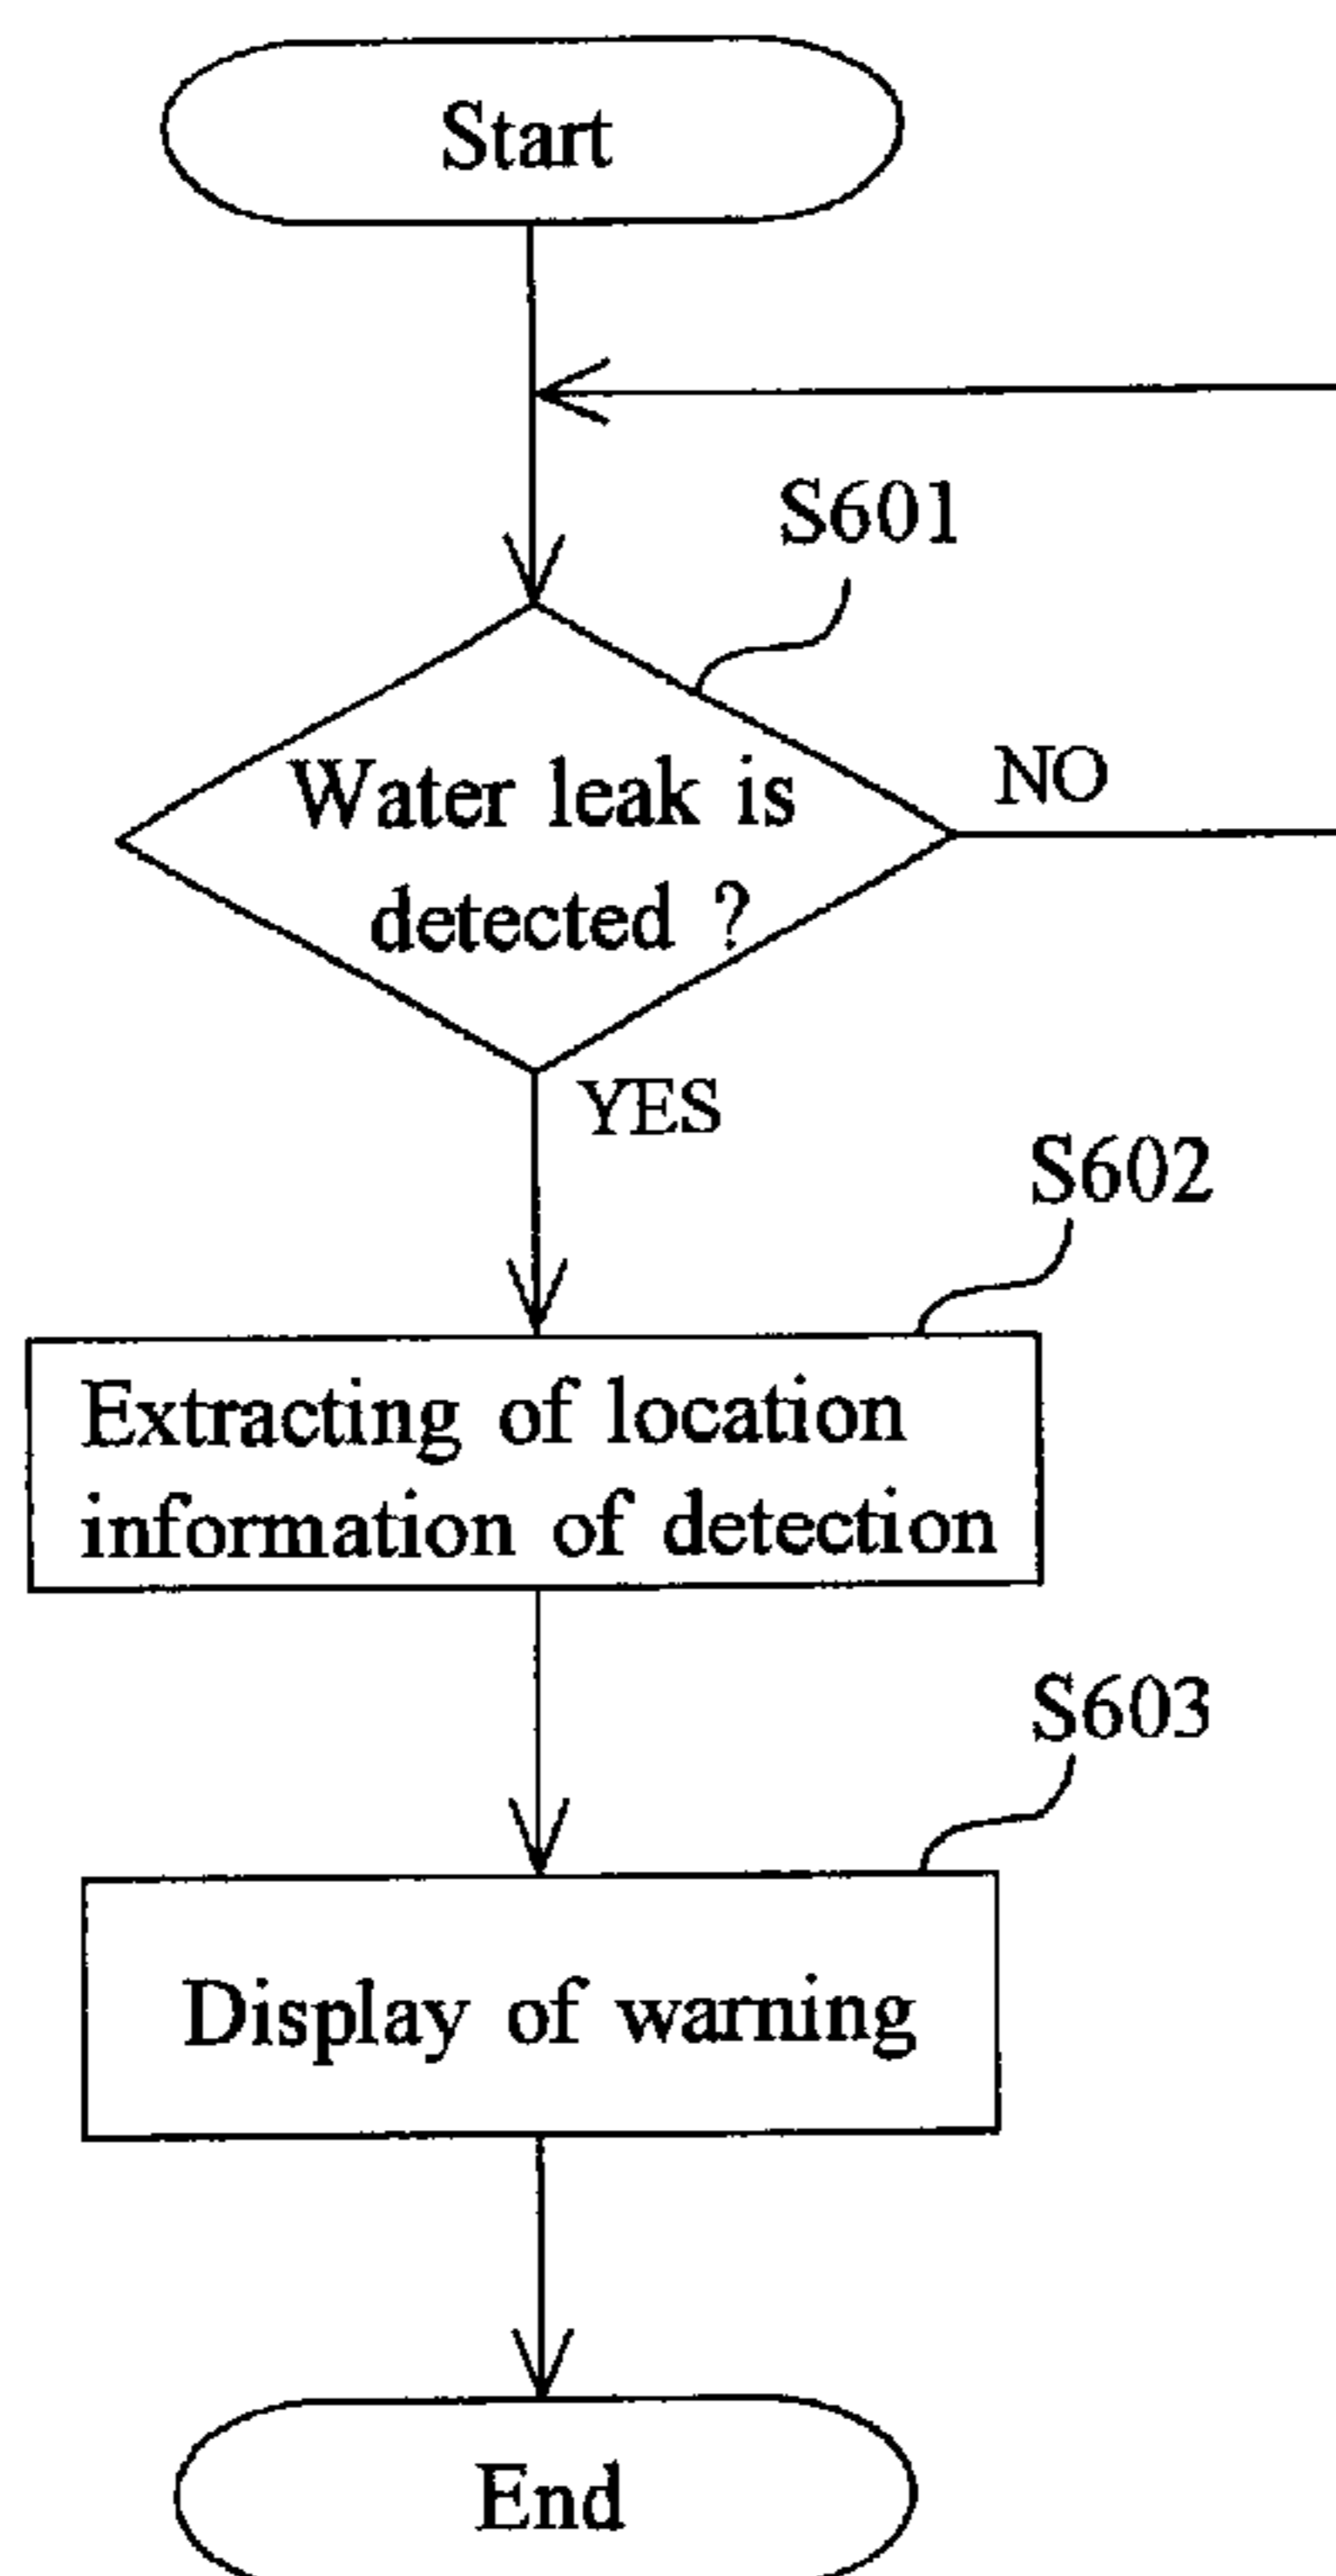 Start
S601
Water leak is
detected ?
NO
YES
S602
Extracting of location
information of detection
S603
Display of warning
End